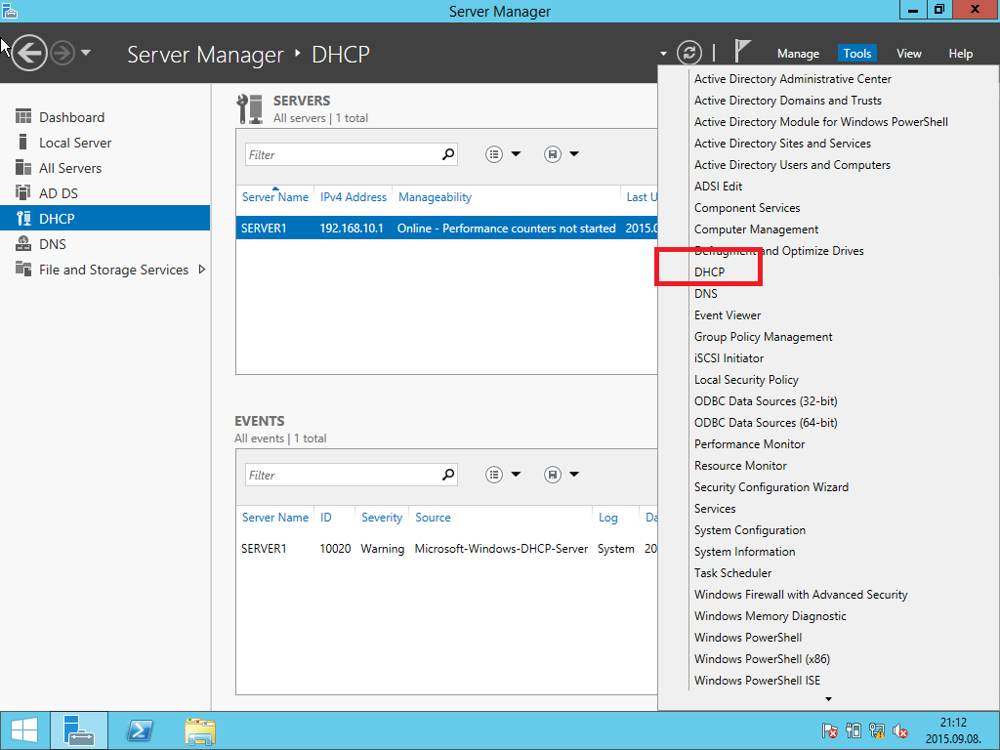 Server Manager
Server Manager ‣ DHCP
Manage Tools View Help
Dashboard
Local Server
All Servers
AD DS
DHCP
DNS
File and Storage Services
SERVERS
All servers | 1 total
Filter
Server Name IPv4 Address Manageability Last U
SERVER1 192.168.10.1 Online - Performance counters not started 2015.0
EVENTS
All events | 1 total
Filter
Server Name ID Severity Source Log Da
SERVER1 10020 Warning Microsoft-Windows-DHCP-Server System 20
Active Directory Administrative Center
Active Directory Domains and Trusts
Active Directory Module for Windows PowerShell
Active Directory Sites and Services
Active Directory Users and Computers
ADSI Edit
Component Services
Computer Management
Defragment and Optimize Drives
DHCP
DNS
Event Viewer
Group Policy Management
iSCSI Initiator
Local Security Policy
ODBC Data Sources (32-bit)
ODBC Data Sources (64-bit)
Performance Monitor
Resource Monitor
Security Configuration Wizard
Services
System Configuration
System Information
Task Scheduler
Windows Firewall with Advanced Security
Windows Memory Diagnostic
Windows PowerShell
Windows PowerShell (x86)
Windows PowerShell ISE
21:12
2015.09.08.